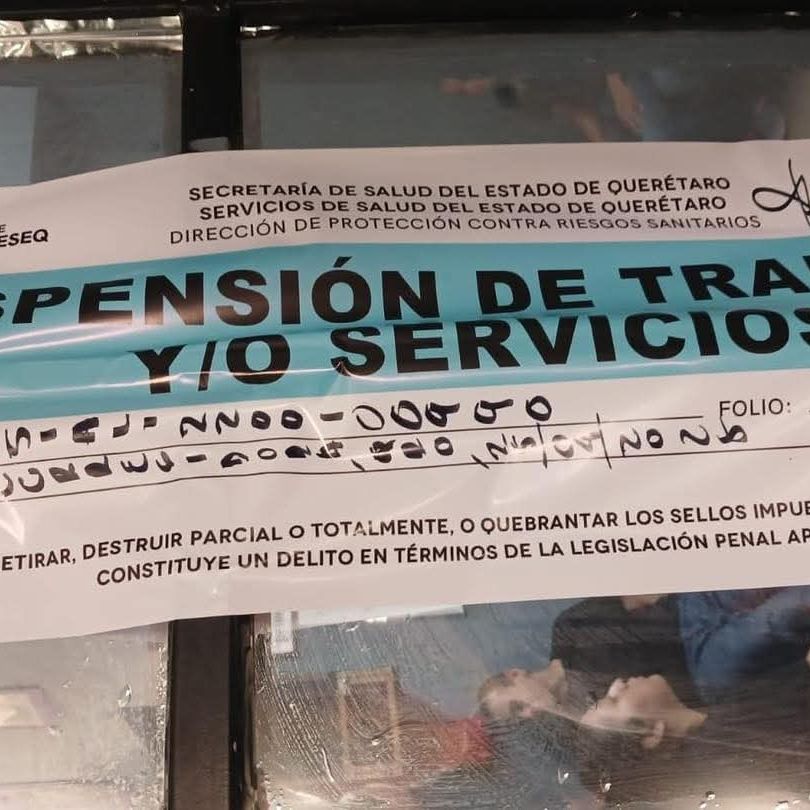 SECRETARÍA DE SALUD DEL ESTADO DE QUERÉTARO
SERVICIOS DE SALUD DEL ESTADO DE QUERÉTARO
DIRECCIÓN DE PROTECCIÓN CONTRA RIESGOS SANITARIOS
ESEQ
SPENSIÓN DE TRA
Y/O SERVICIOS
FOLIO:
ETIRAR, DESTRUIR PARCIAL O TOTALMENTE, O QUEBRANTAR LOS SELLOS IMPUE
CONSTITUYE UN DELITO EN TÉRMINOS DE LA LEGISLACIÓN PENAL AP